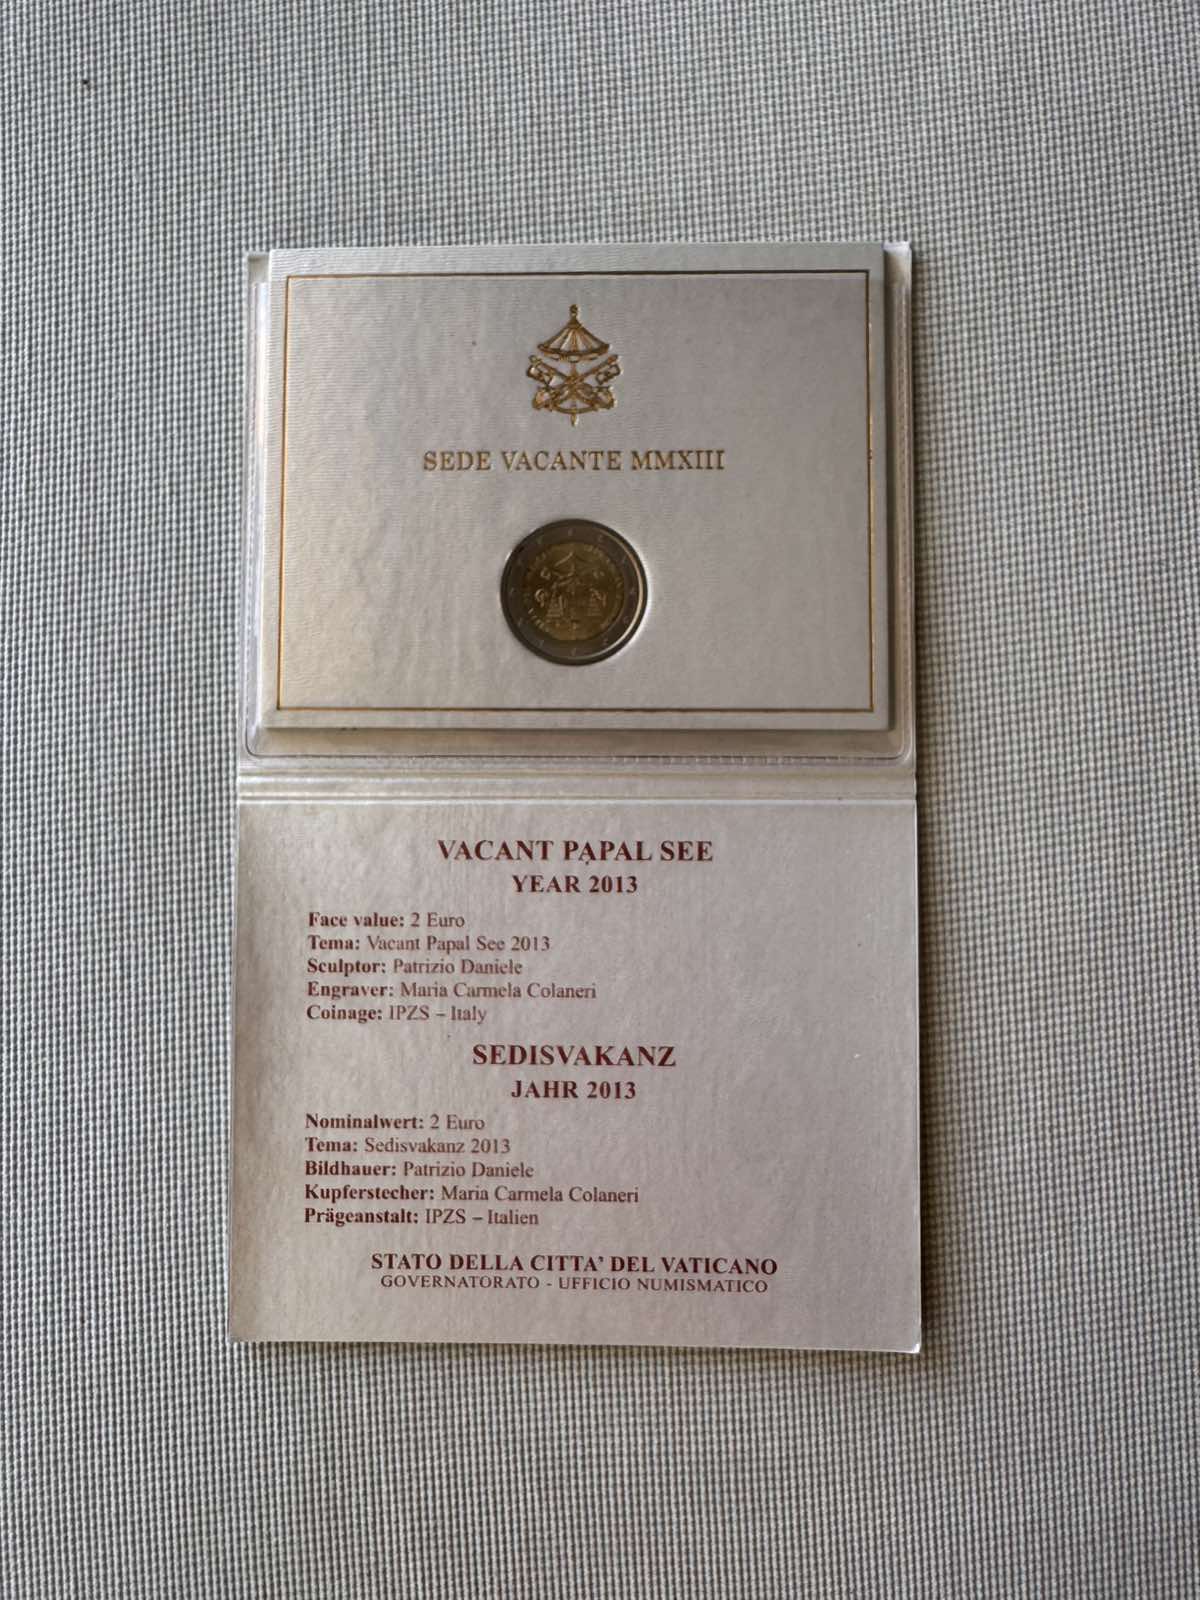 SEDE VACANTE MMXIII
VACANT PAPAL SEE
YEAR 2013
Face value: 2 Euro
Tema: Vacant Papal See 2013
Sculptor: Patrizio Daniele
Engraver: Maria Carmela Colaneri
Coinage: IPZS – Italy
SEDISVAKANZ
JAHR 2013
Nominalwert: 2 Euro
Tema: Sedisvakanz 2013
Bildhauer: Patrizio Daniele
Kupferstecher: Maria Carmela Colaneri
Prägeanstalt: IPZS – Italien
STATO DELLA CITTA' DEL VATICANO
GOVERNATORATO - UFFICIO NUMISMATICO